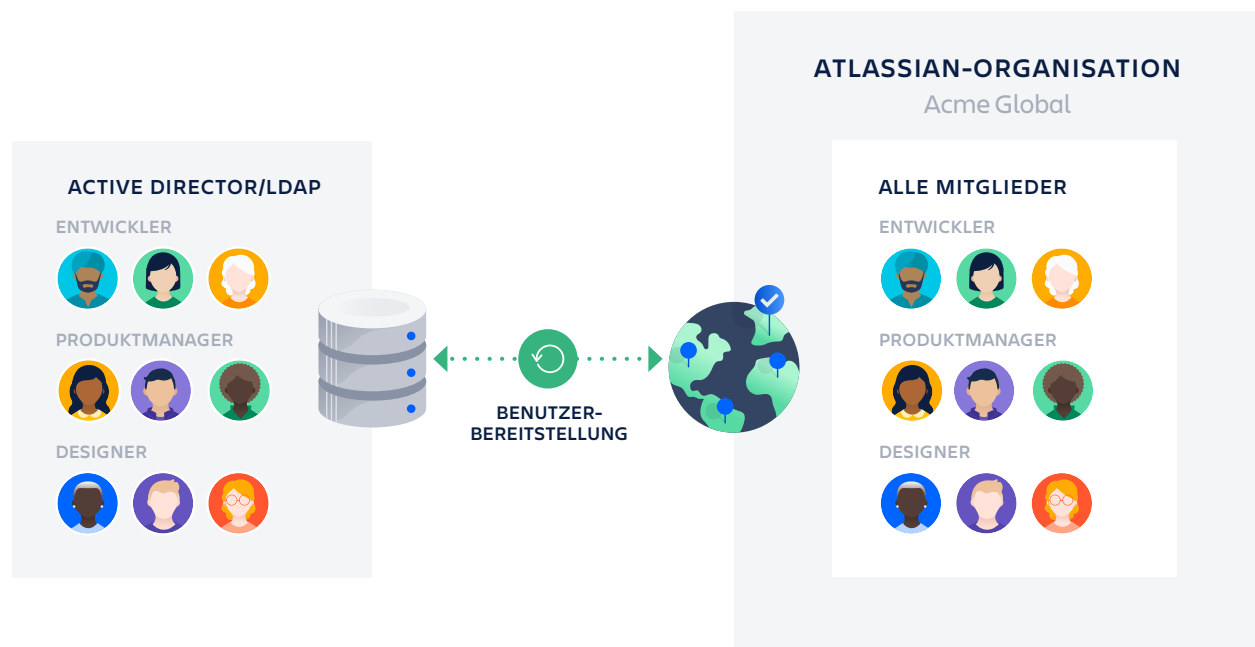 ACTIVE DIRECTOR/LDAP
ENTWICKLER
PRODUKTMANAGER
DESIGNER
BENUTZER-
BEREITSTELLUNG
ATLASSIAN-ORGANISATION
Acme Global
ALLE MITGLIEDER
ENTWICKLER
PRODUKTMANAGER
DESIGNER